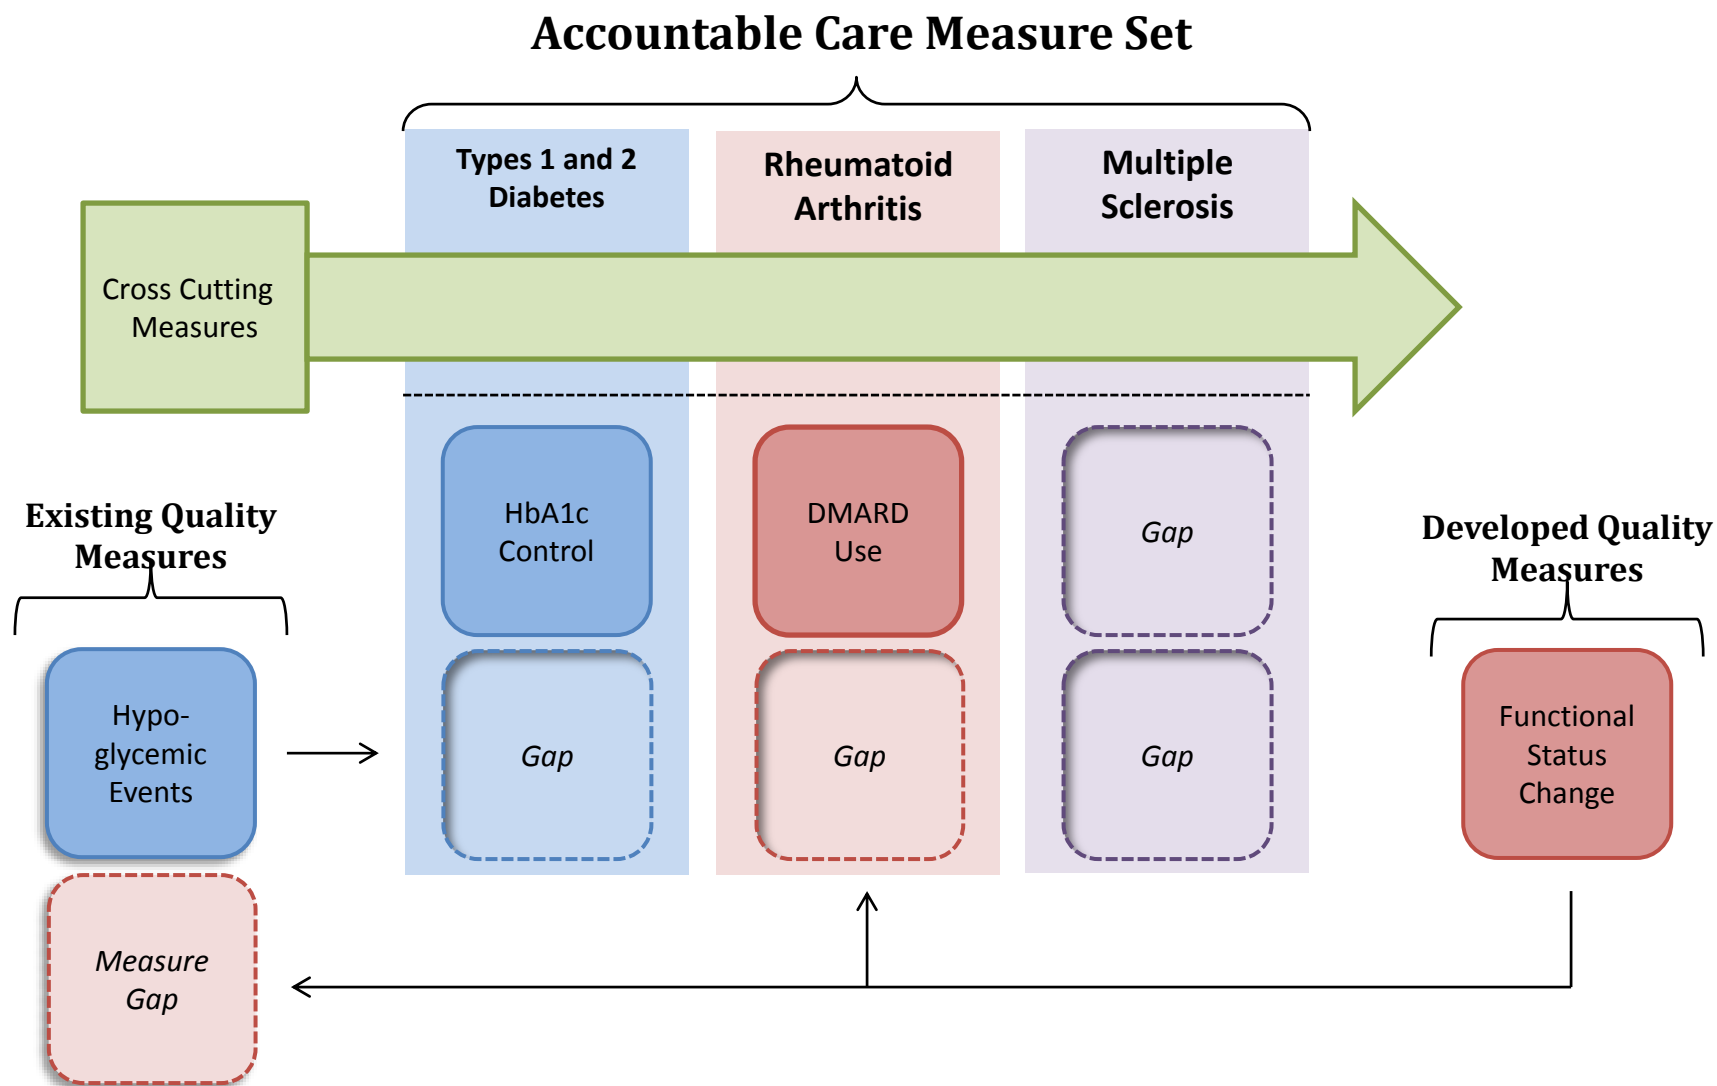 Accountable Care Measure Set
Types 1 and 2
Diabetes
Rheumatoid
Arthritis
Multiple
Sclerosis
Cross Cutting
Measures
Existing Quality
Measures
HbA1c
Control
DMARD
Use
Gap
Developed Quality
Measures
Hypo-
glycemic
Events
Gap
Gap
Gap
Functional
Status
Change
Measure
Gap